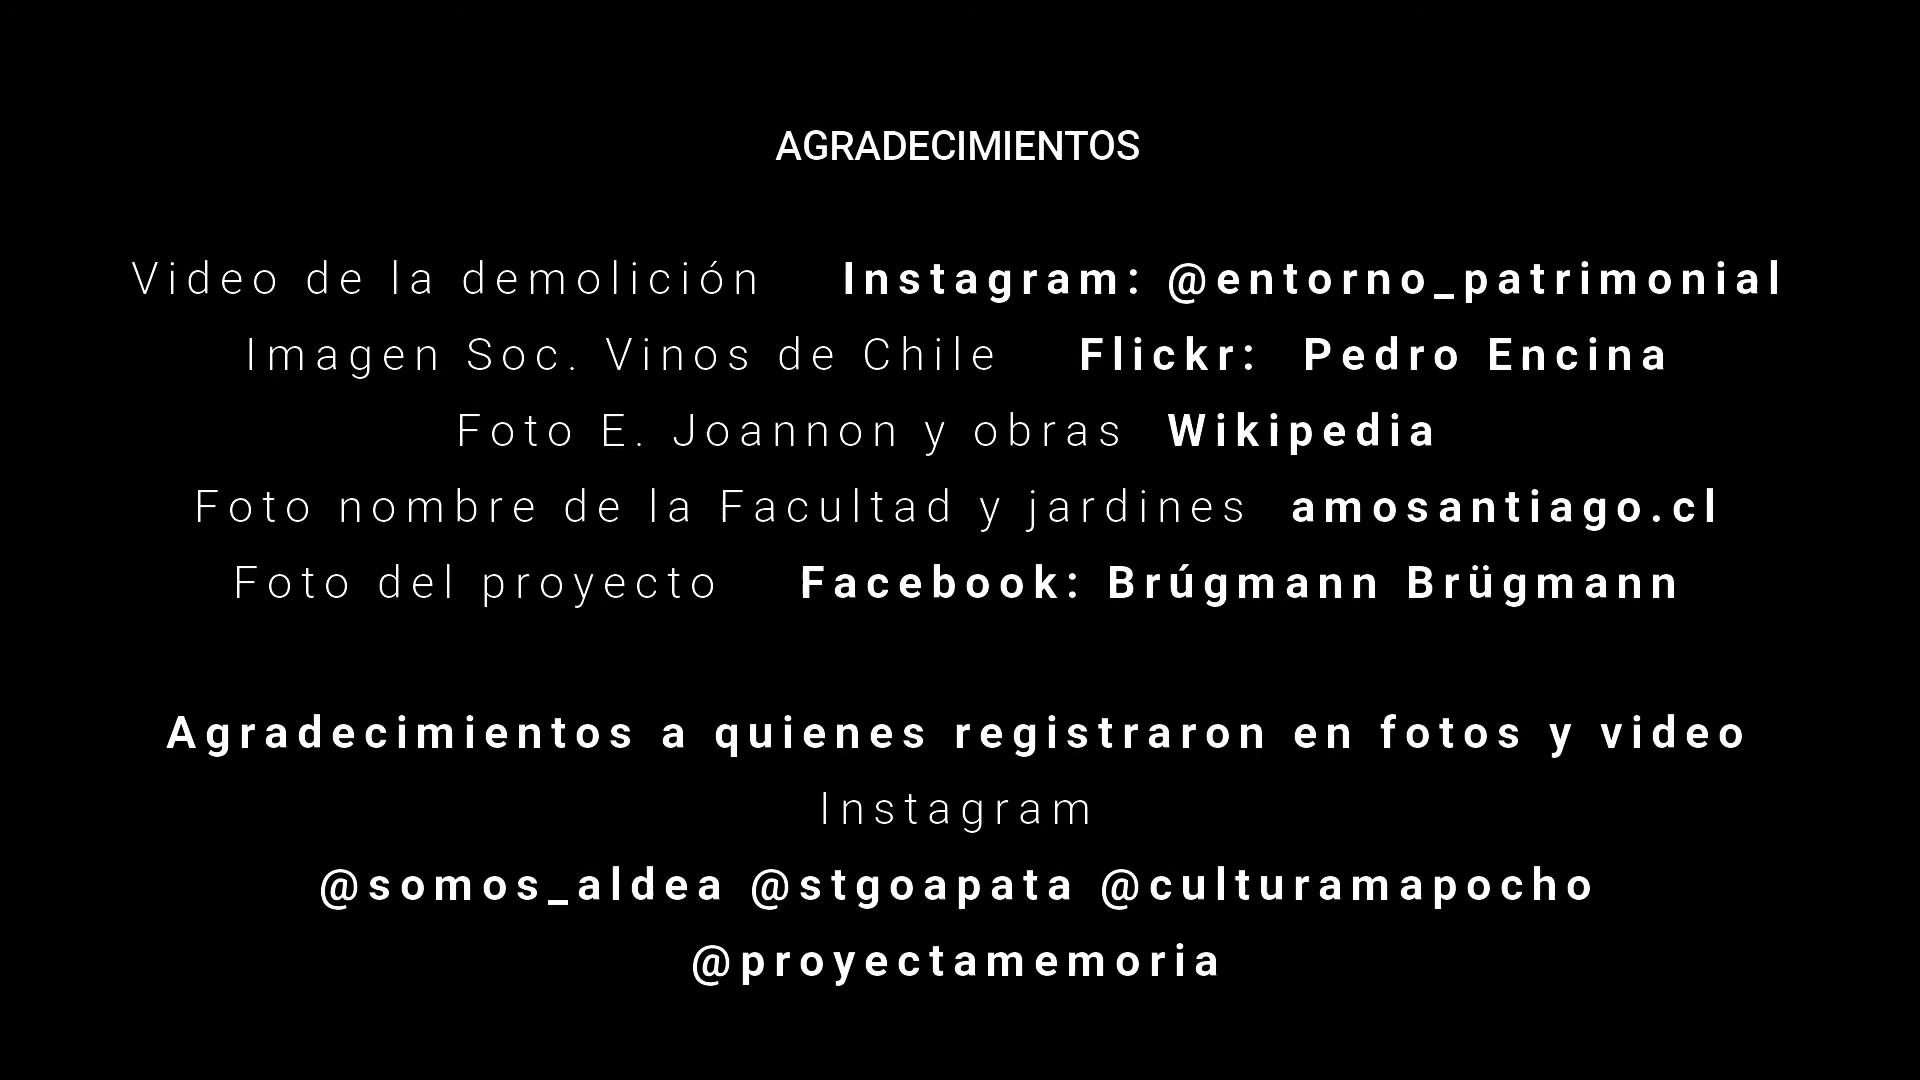 AGRADECIMIENTOS
Video de la demolición Instagram: @entorno_patrimonial
Imagen Soc. Vinos de Chile Flickr: Pedro Encina
Foto E. Joannon y obras Wikipedia
Foto nombre de la Facultad y jardines amosantiago.cl
Foto del proyecto Facebook: Brúgmann Brügmann
Agradecimientos a quienes registraron en fotos y video
Instagram
@somos_aldea @stgoapata @culturamapocho
@proyectamemoria